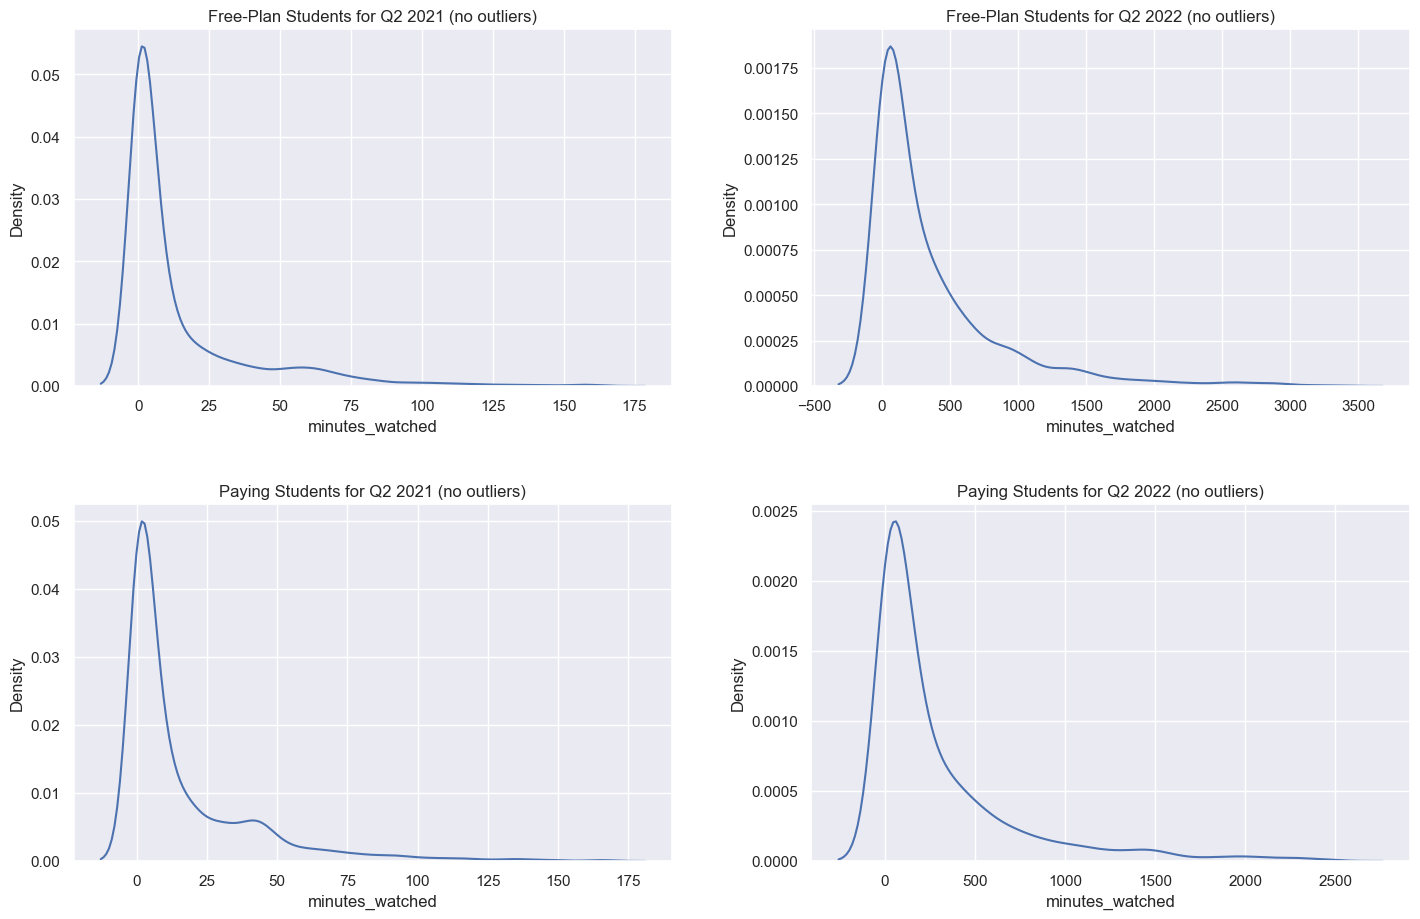 Free-Plan Students for Q2 2021 (no outliers)
0.05
0.04
0.03
0.02
0.01
0.00
Density
0 25 50 75 100 125 150 175
minutes_watched
Free-Plan Students for Q2 2022 (no outliers)
0.00175
0.00150
0.00125
0.00100
0.00075
0.00050
0.00025
0.00000
Density
−500 0 500 1000 1500 2000 2500 3000 3500
minutes_watched
Paying Students for Q2 2021 (no outliers)
0.05
0.04
0.03
0.02
0.01
0.00
Density
0 25 50 75 100 125 150 175
minutes_watched
Paying Students for Q2 2022 (no outliers)
0.0025
0.0020
0.0015
0.0010
0.0005
0.0000
Density
0 500 1000 1500 2000 2500
minutes_watched